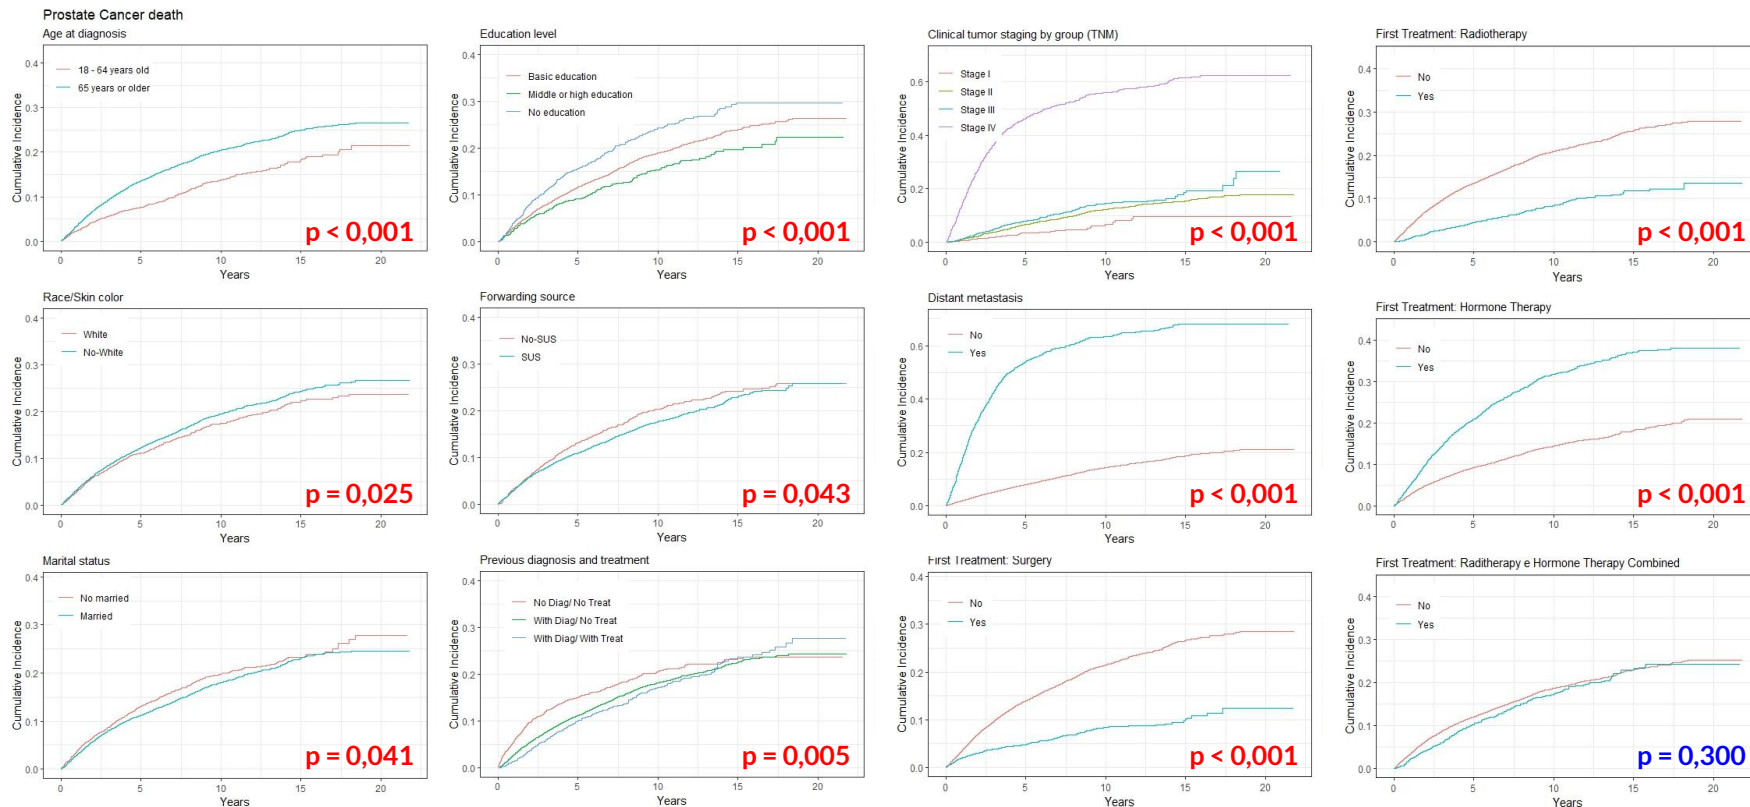 Prostate Cancer death
Age at diagnosis
Cumulative Incidence
0.4
0.3
0.2
0.1
0.0
18 - 64 years old
65 years or older
p < 0,001
0 5 10 15 20
Years
Education level
Cumulative Incidence
0.4
0.3
0.2
0.1
0.0
Basic education
Middle or high education
No education
p < 0,001
0 5 10 15 20
Years
Clinical tumor staging by group (TNM)
Cumulative Incidence
0.6
0.4
0.2
0.0
Stage I
Stage II
Stage III
Stage IV
p < 0,001
0 5 10 15 20
Years
First Treatment: Radiotherapy
Cumulative Incidence
0.4
0.3
0.2
0.1
0.0
No
Yes
p < 0,001
0 5 10 15 20
Years
Race/Skin color
Cumulative Incidence
0.4
0.3
0.2
0.1
0.0
White
No-White
p = 0,025
0 5 10 15 20
Years
Forwarding source
Cumulative Incidence
0.4
0.3
0.2
0.1
0.0
No-SUS
SUS
p = 0,043
0 5 10 15 20
Years
Distant metastasis
Cumulative Incidence
0.6
0.4
0.2
0.0
No
Yes
p < 0,001
0 5 10 15 20
Years
First Treatment: Hormone Therapy
Cumulative Incidence
0.4
0.3
0.2
0.1
0.0
No
Yes
p < 0,001
0 5 10 15 20
Years
Marital status
Cumulative Incidence
0.4
0.3
0.2
0.1
0.0
No married
Married
p = 0,041
0 5 10 15 20
Years
Previous diagnosis and treatment
Cumulative Incidence
0.4
0.3
0.2
0.1
0.0
No Diag/ No Treat
With Diag/ No Treat
With Diag/ With Treat
p = 0,005
0 5 10 15 20
Years
First Treatment: Surgery
Cumulative Incidence
0.4
0.3
0.2
0.1
0.0
No
Yes
p < 0,001
0 5 10 15 20
Years
First Treatment: Raditherapy e Hormone Therapy Combined
Cumulative Incidence
0.4
0.3
0.2
0.1
0.0
No
Yes
p = 0,300
0 5 10 15 20
Years